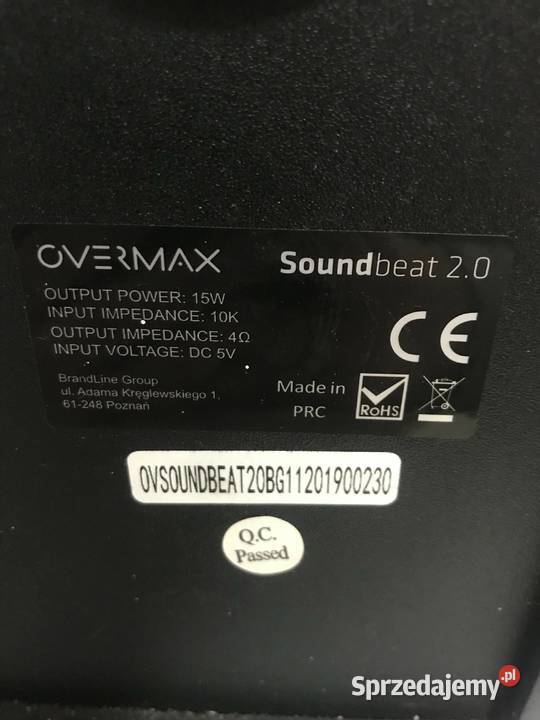 OVERMAX
Soundbeat 2.0
OUTPUT POWER: 15W
INPUT IMPEDANCE: 10K
OUTPUT IMPEDANCE: 4Ω
INPUT VOLTAGE: DC 5V
CE
BrandLine Group
ul. Adama Kręglewskiego 1,
61-248 Poznań
Made in
PRC
RoHS
OVSOUNDBEAT20BG11201900230
Q.C.
Passed
Sprzedajemy.pl